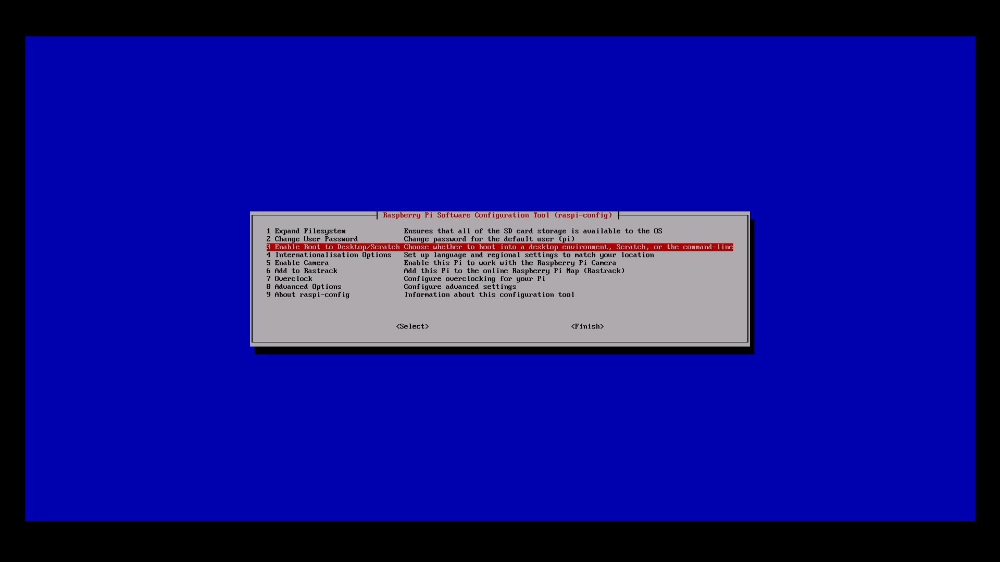 Raspberry Pi Software Configuration Tool (raspi-config)
1 Expand Filesystem Ensures that all of the SD card storage is available to the OS
2 Change User Password Change password for the default user (pi)
3 Enable Boot to Desktop/Scratch Choose whether to boot into a desktop environment, Scratch, or the command-line
4 Internationalisation Options Set up language and regional settings to match your location
5 Enable Camera Enable this Pi to work with the Raspberry Pi Camera
6 Add to Rastrack Add this Pi to the online Raspberry Pi Map (Rastrack)
7 Overclock Configure overclocking for your Pi
8 Advanced Options Configure advanced settings
9 About raspi-config Information about this configuration tool
<Select> <Finish>